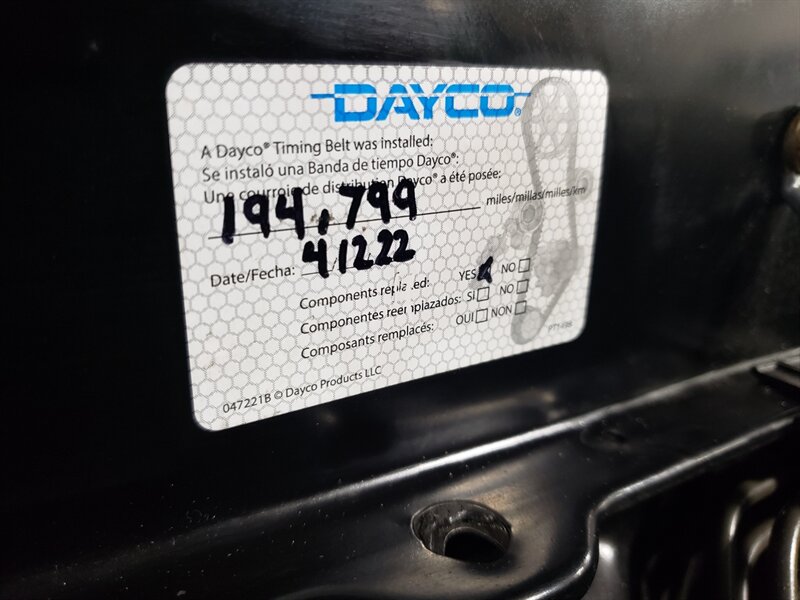 DAYCO®
A Dayco® Timing Belt was installed:
Se instaló una Banda de tiempo Dayco®:
Une courroie de distribution Dayco® a été posée:
194,799 miles/millas/milles/km
Date/Fecha: 4/1222
Components replaced: YES NO
Componentes reemplazados: SI NO
Composants remplacés: OUI NON
047221B © Dayco Products LLC